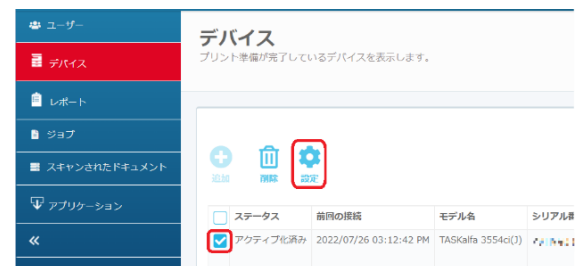 ユーザー
デバイス
レポート
ジョブ
スキャンされたドキュメント
アプリケーション
«
デバイス
プリント準備が完了しているデバイスを表示します。
追加 削除 設定
ステータス 前回の接続 モデル名 シリアル番
アクティブ化済み 2022/07/26 03:12:42 PM TASKalfa 3554ci(J)